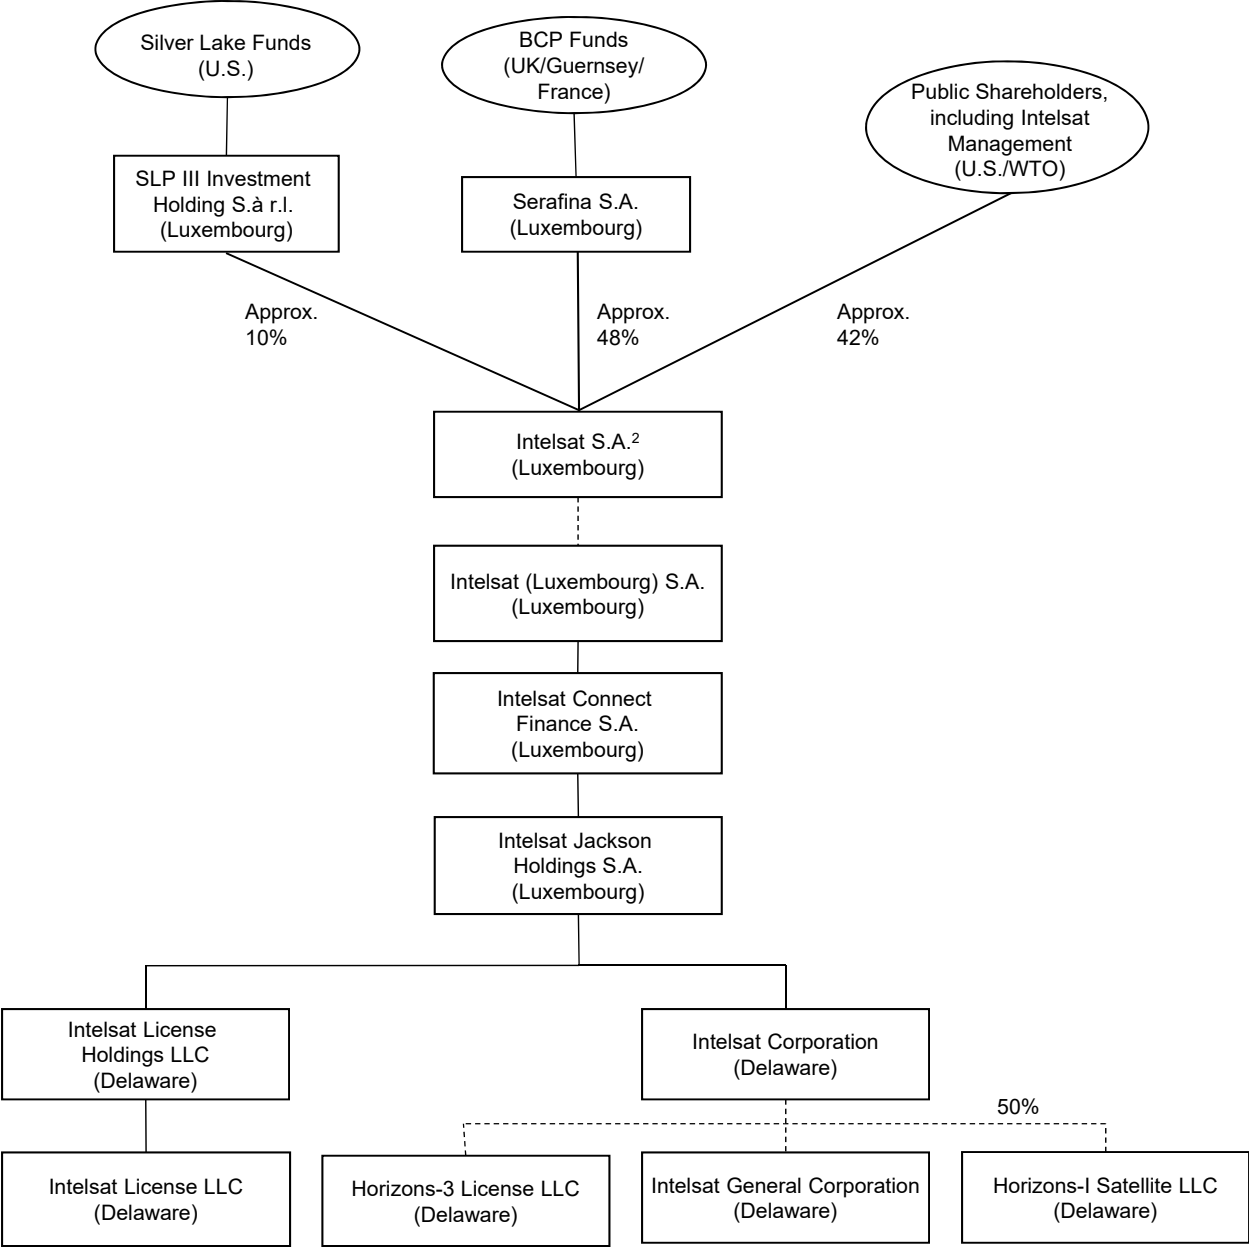 Silver Lake Funds
(U.S.)
BCP Funds
(UK/Guernsey/
France)
Public Shareholders,
including Intelsat
Management
(U.S./WTO)
SLP III Investment
Holding S.à r.l.
(Luxembourg)
Serafina S.A.
(Luxembourg)
Approx.
10%
Approx.
48%
Approx.
42%
Intelsat S.A.²
(Luxembourg)
Intelsat (Luxembourg) S.A.
(Luxembourg)
Intelsat Connect
Finance S.A.
(Luxembourg)
Intelsat Jackson
Holdings S.A.
(Luxembourg)
Intelsat License
Holdings LLC
(Delaware)
Intelsat Corporation
(Delaware)
50%
Intelsat License LLC
(Delaware)
Horizons-3 License LLC
(Delaware)
Intelsat General Corporation
(Delaware)
Horizons-I Satellite LLC
(Delaware)